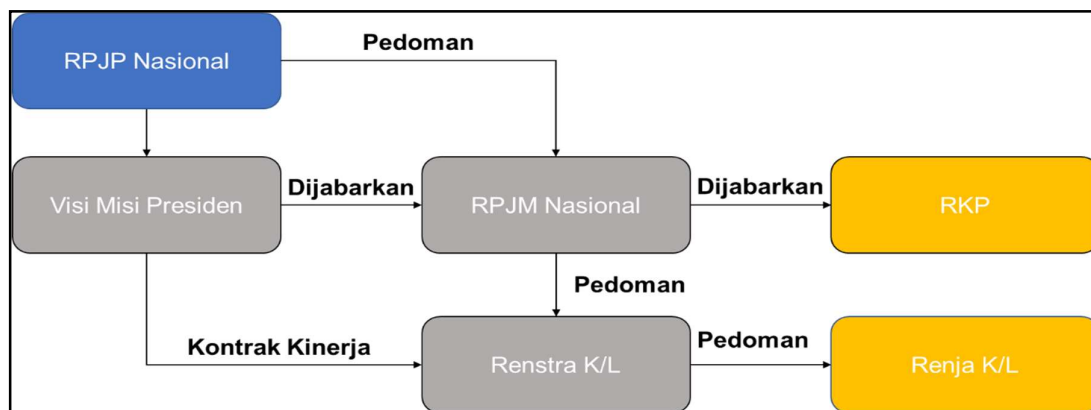 Pedoman
RPJP Nasional
Visi Misi Presiden
Dijabarkan
RPJM Nasional
Dijabarkan
RKP
Pedoman
Kontrak Kinerja
Renstra K/L
Pedoman
Renja K/L